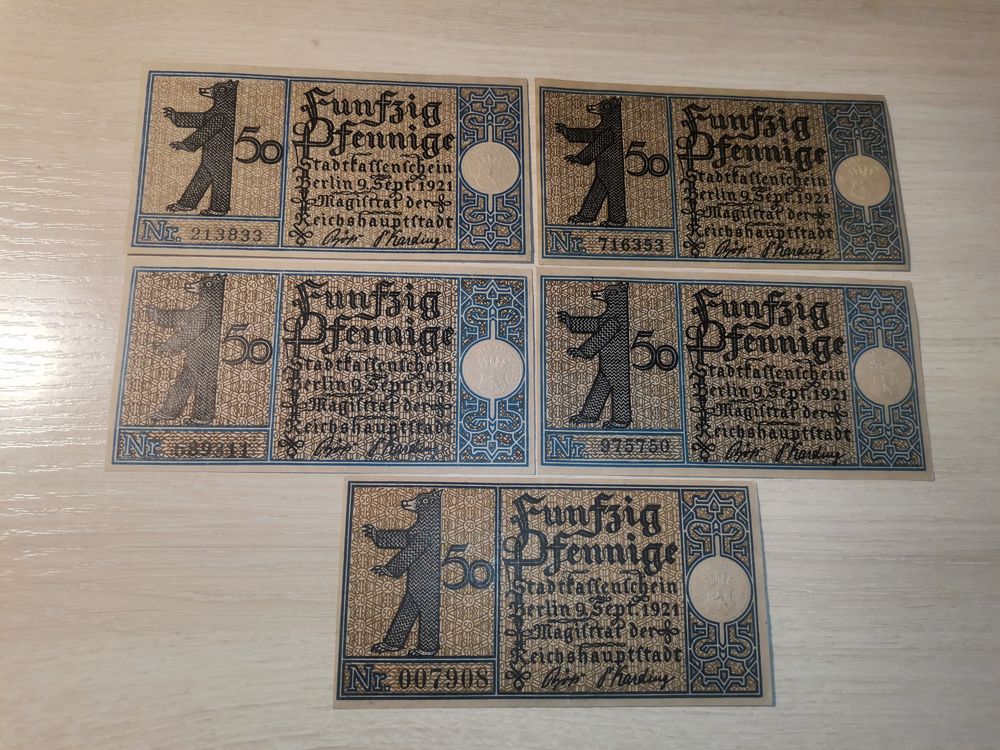 50
Funfzig
Pfennige
Stadtkassenschein
Berlin 9. Sept. 1921
Magistrat der
Reichshauptstadt
Nr. 213833
50
Funfzig
Pfennige
Stadtkassenschein
Berlin 9. Sept. 1921
Magistrat der
Reichshauptstadt
Nr. 716353
50
Funfzig
Pfennige
Stadtkassenschein
Berlin 9. Sept. 1921
Magistrat der
Reichshauptstadt
Nr. 689311
50
Funfzig
Pfennige
Stadtkassenschein
Berlin 9. Sept. 1921
Magistrat der
Reichshauptstadt
Nr. 975750
50
Funfzig
Pfennige
Stadtkassenschein
Berlin 9. Sept. 1921
Magistrat der
Reichshauptstadt
Nr. 007908